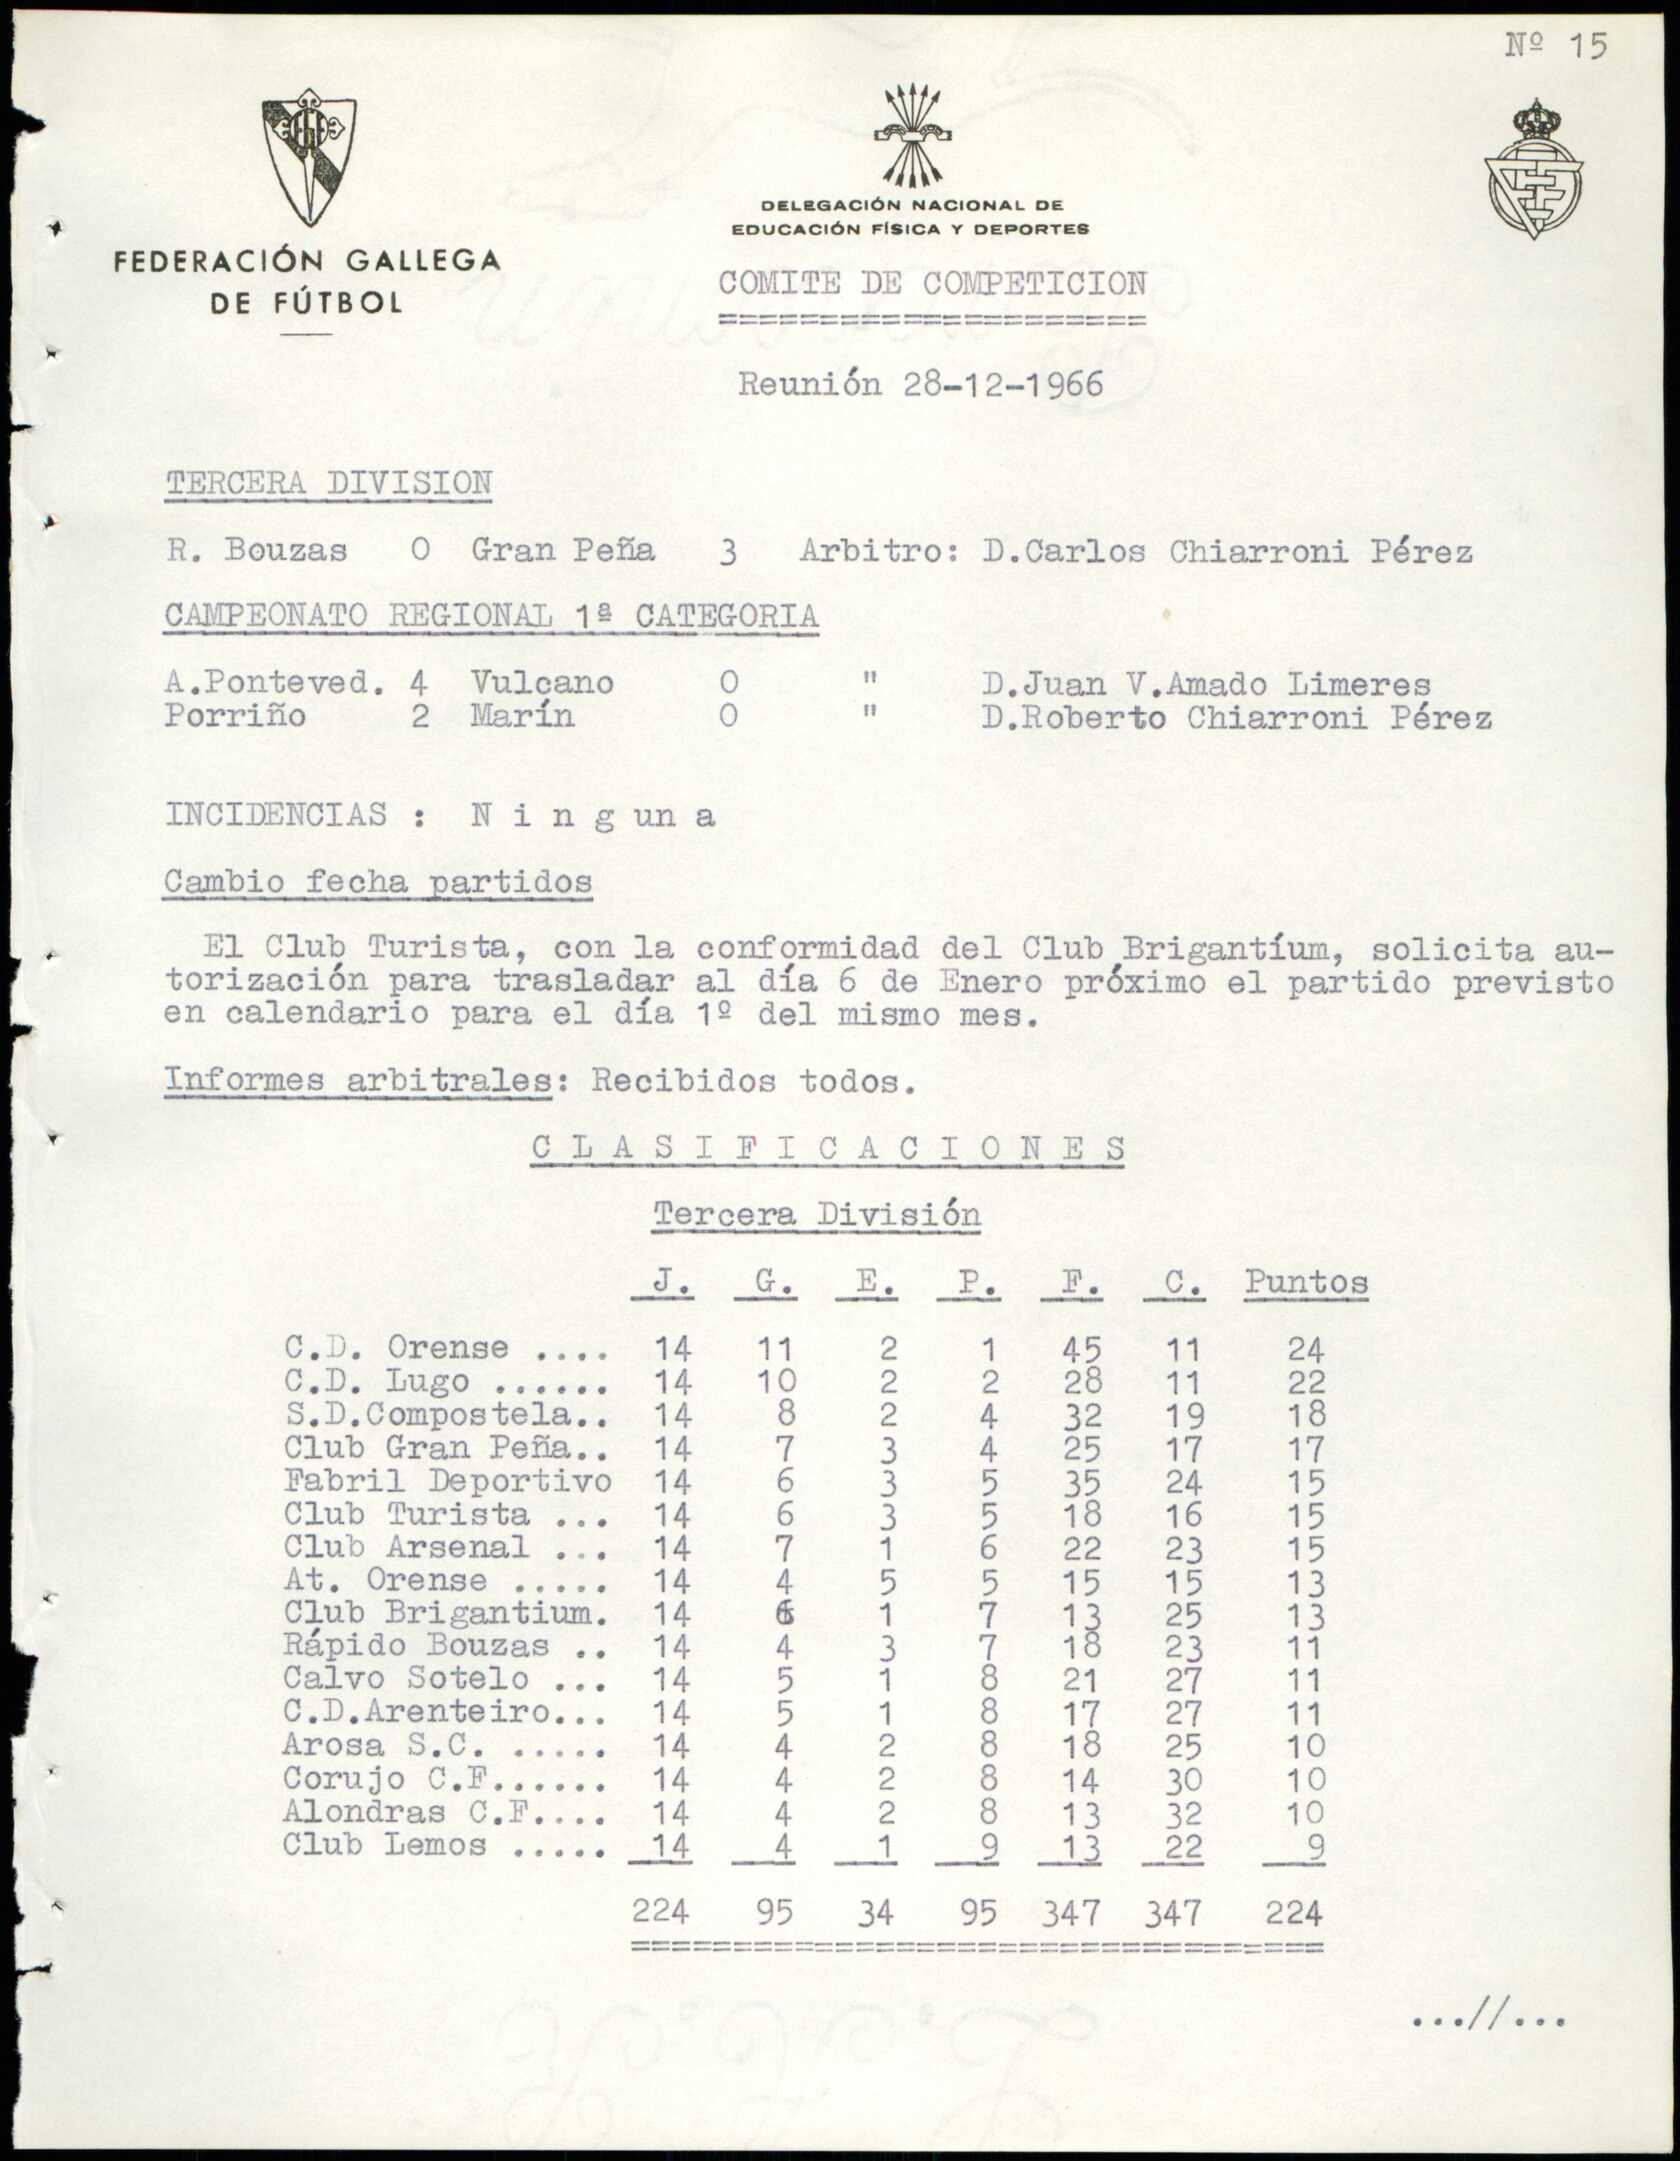 Nº 15
FEDERACIÓN GALLEGA
DE FÚTBOL
DELEGACIÓN NACIONAL DE
EDUCACIÓN FÍSICA Y DEPORTES
COMITE DE COMPETICION
=====================
Reunión 28-12-1966
TERCERA DIVISION
R. Bouzas 0 Gran Peña 3 Arbitro: D.Carlos Chiarroni Pérez
CAMPEONATO REGIONAL 1ª CATEGORIA
A.Ponteved. 4 Vulcano 0 " D.Juan V.Amado Limeres
Porriño 2 Marín 0 " D.Roberto Chiarroni Pérez
INCIDENCIAS : N i n g un a
Cambio fecha partidos
El Club Turista, con la conformidad del Club Brigantíum, solicita au-
torización para trasladar al día 6 de Enero próximo el partido previsto
en calendario para el día 1º del mismo mes.
Informes arbitrales: Recibidos todos.
C L A S I F I C A C I O N E S
Tercera División
J. G. E. P. F. C. Puntos
C.D. Orense .... 14 11 2 1 45 11 24
C.D. Lugo ...... 14 10 2 2 28 11 22
S.D.Compostela.. 14 8 2 4 32 19 18
Club Gran Peña.. 14 7 3 4 25 17 17
Fabril Deportivo 14 6 3 5 35 24 15
Club Turista ... 14 6 3 5 18 16 15
Club Arsenal ... 14 7 1 6 22 23 15
At. Orense ..... 14 4 5 5 15 15 13
Club Brigantium. 14 6 1 7 13 25 13
Rápido Bouzas .. 14 4 3 7 18 23 11
Calvo Sotelo ... 14 5 1 8 21 27 11
C.D.Arenteiro... 14 5 1 8 17 27 11
Arosa S.C. ..... 14 4 2 8 18 25 10
Corujo C.F...... 14 4 2 8 14 30 10
Alondras C.F.... 14 4 2 8 13 32 10
Club Lemos ..... 14 4 1 9 13 22 9
224 95 34 95 347 347 224
==================================
...//...